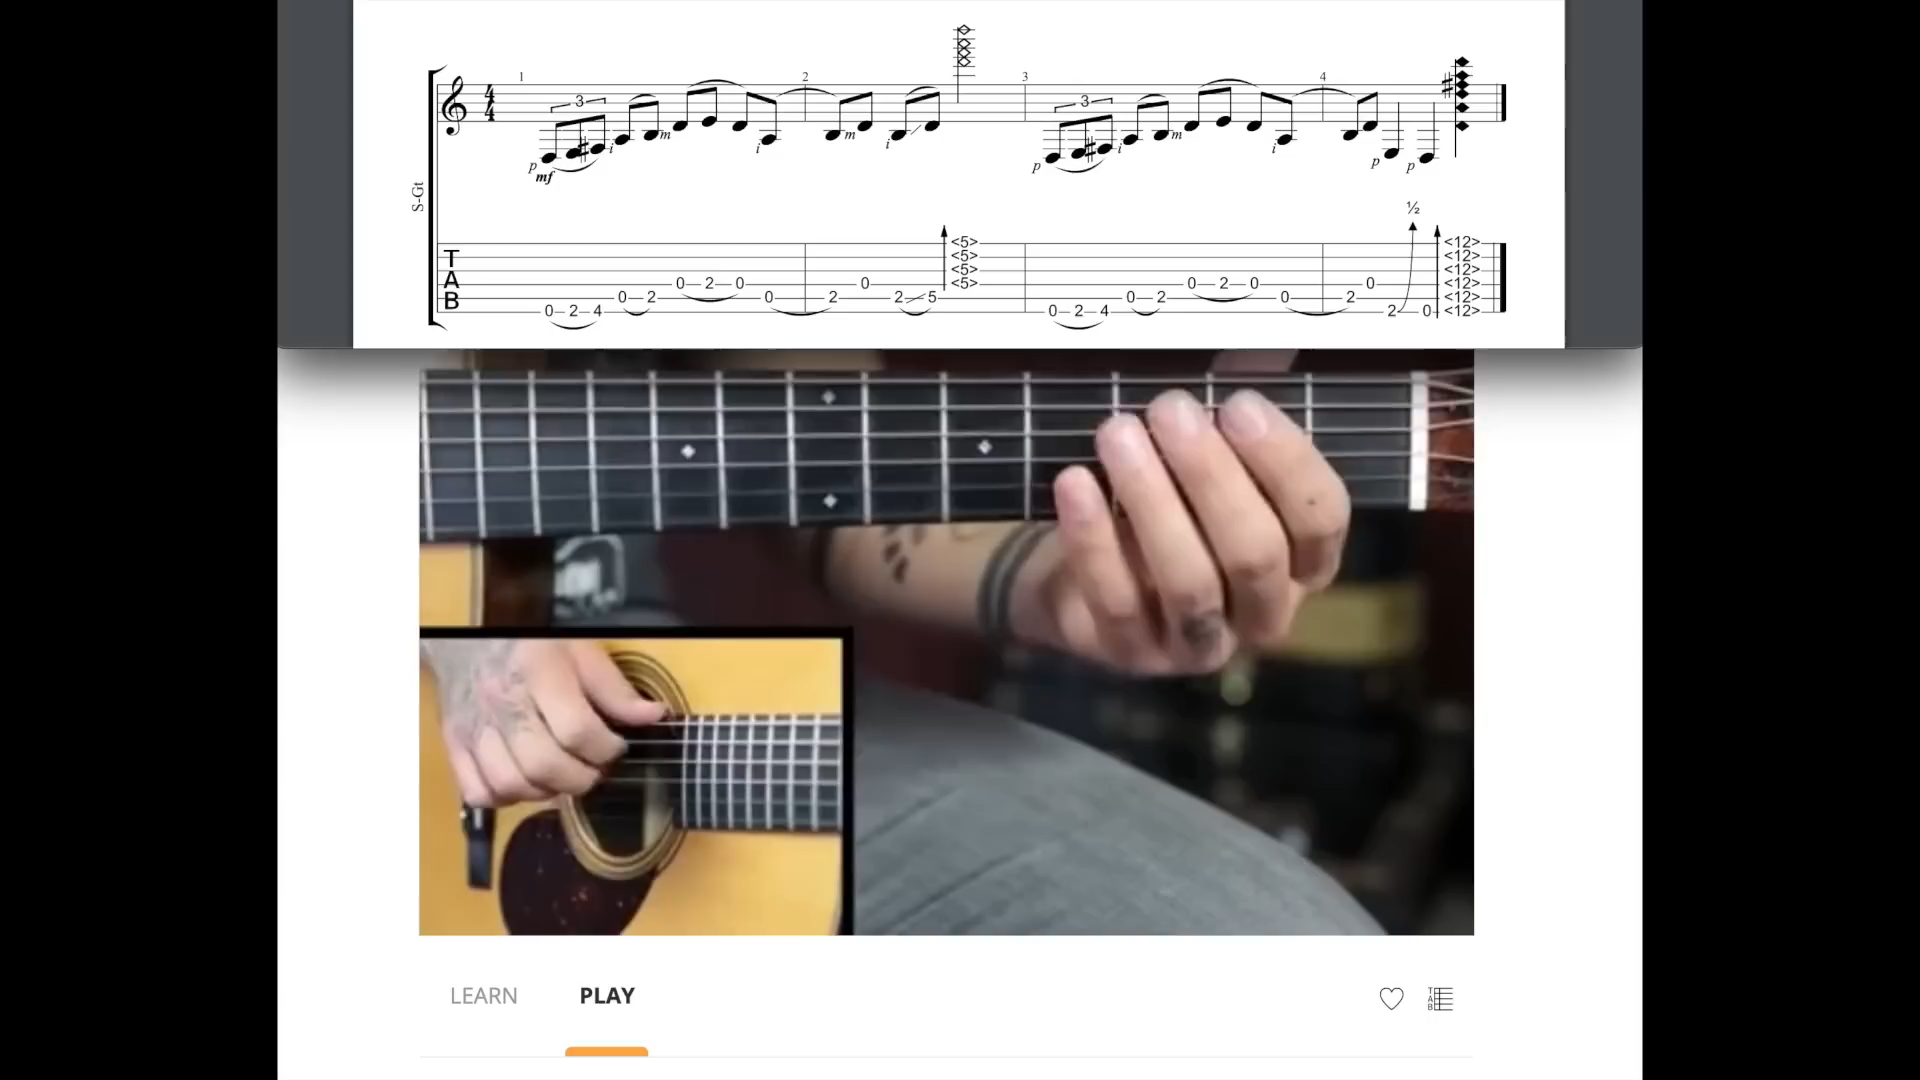 1 2 3 4
3 3
4
4
m m m
i i i i i
p p p p
mf
S-Gt
½
T
A
B
<5> <12>
<5> <12>
<5> <12>
0 2 0 0 <5> 0 2 0 0 <12>
0 2 0 2 2 5 0 2 0 2 <12>
0 2 4 0 2 4 2 0 <12>
LEARN PLAY
T
A
B